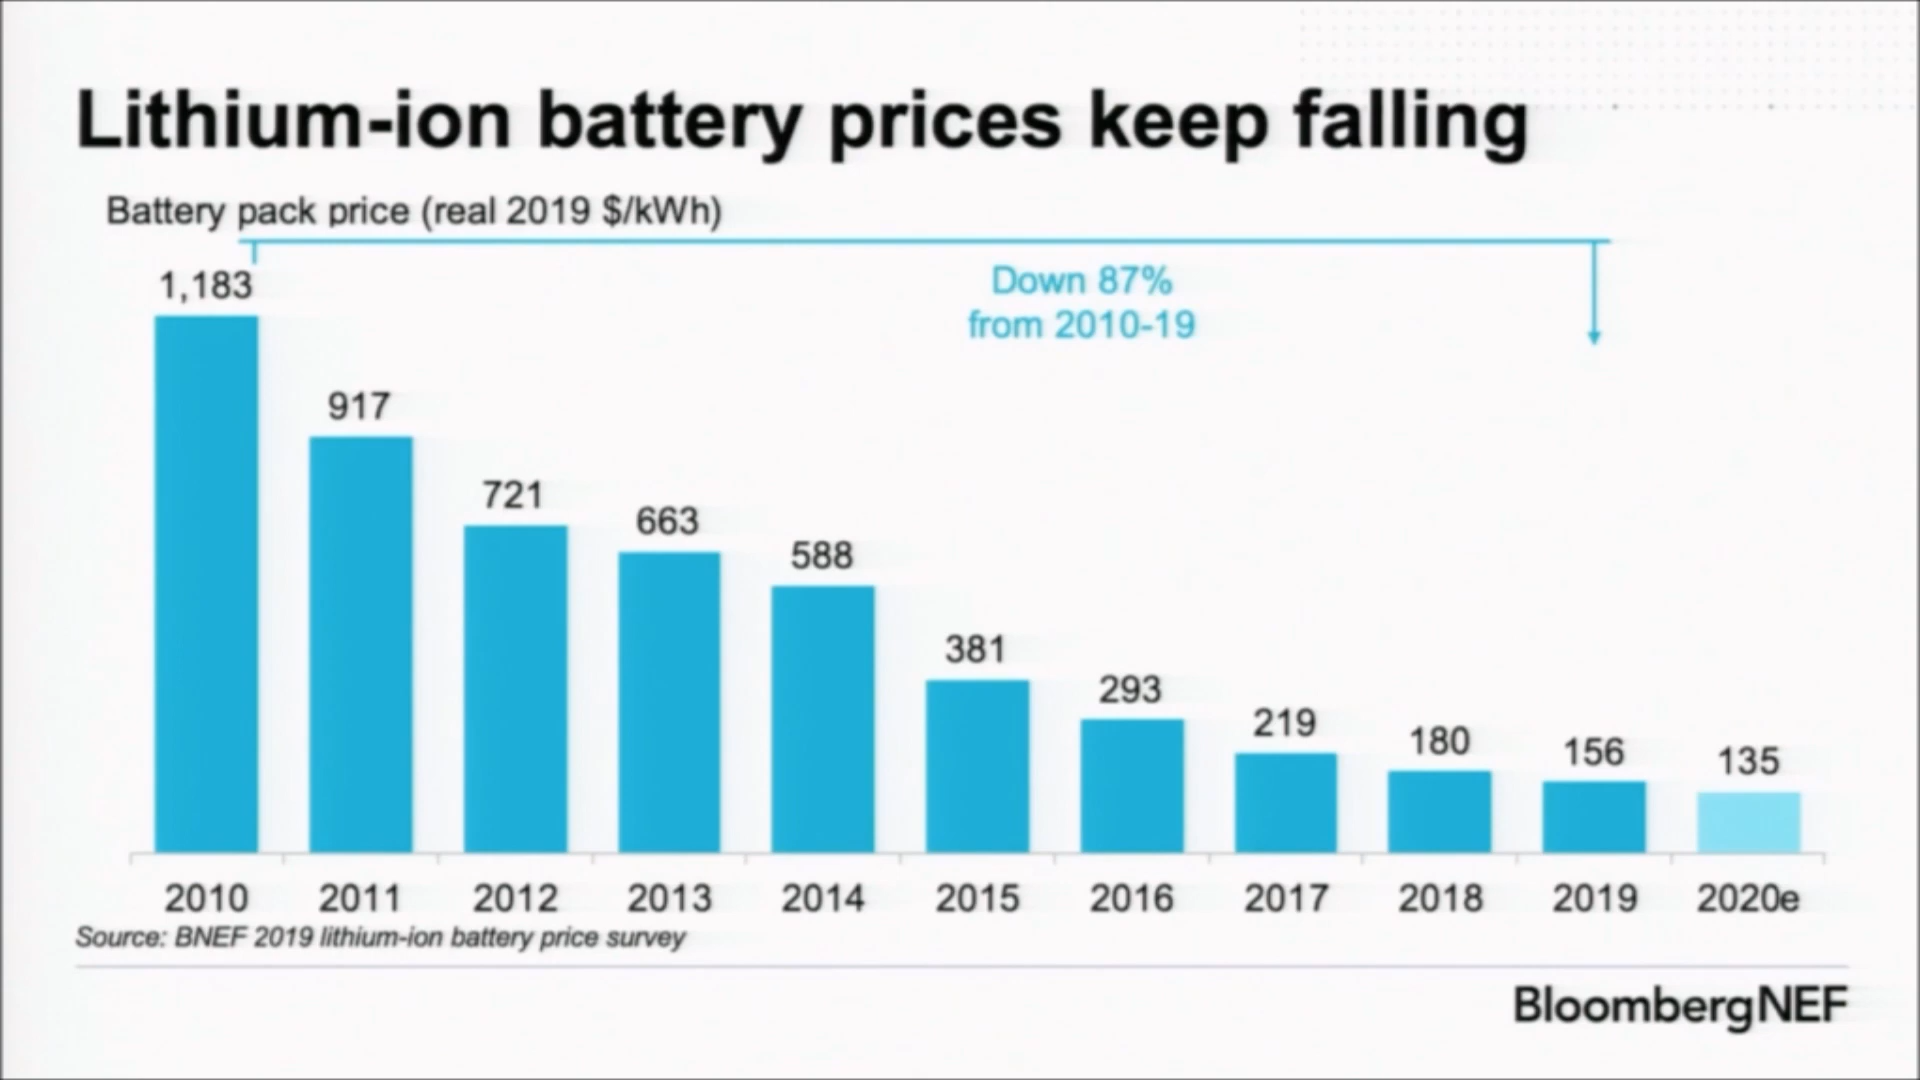 Lithium-ion battery prices keep falling
Battery pack price (real 2019 $/kWh)
Down 87%
from 2010-19
1,183
917
721
663
588
381
293
219
180
156
135
2010 2011 2012 2013 2014 2015 2016 2017 2018 2019 2020e
Source: BNEF 2019 lithium-ion battery price survey
BloombergNEF